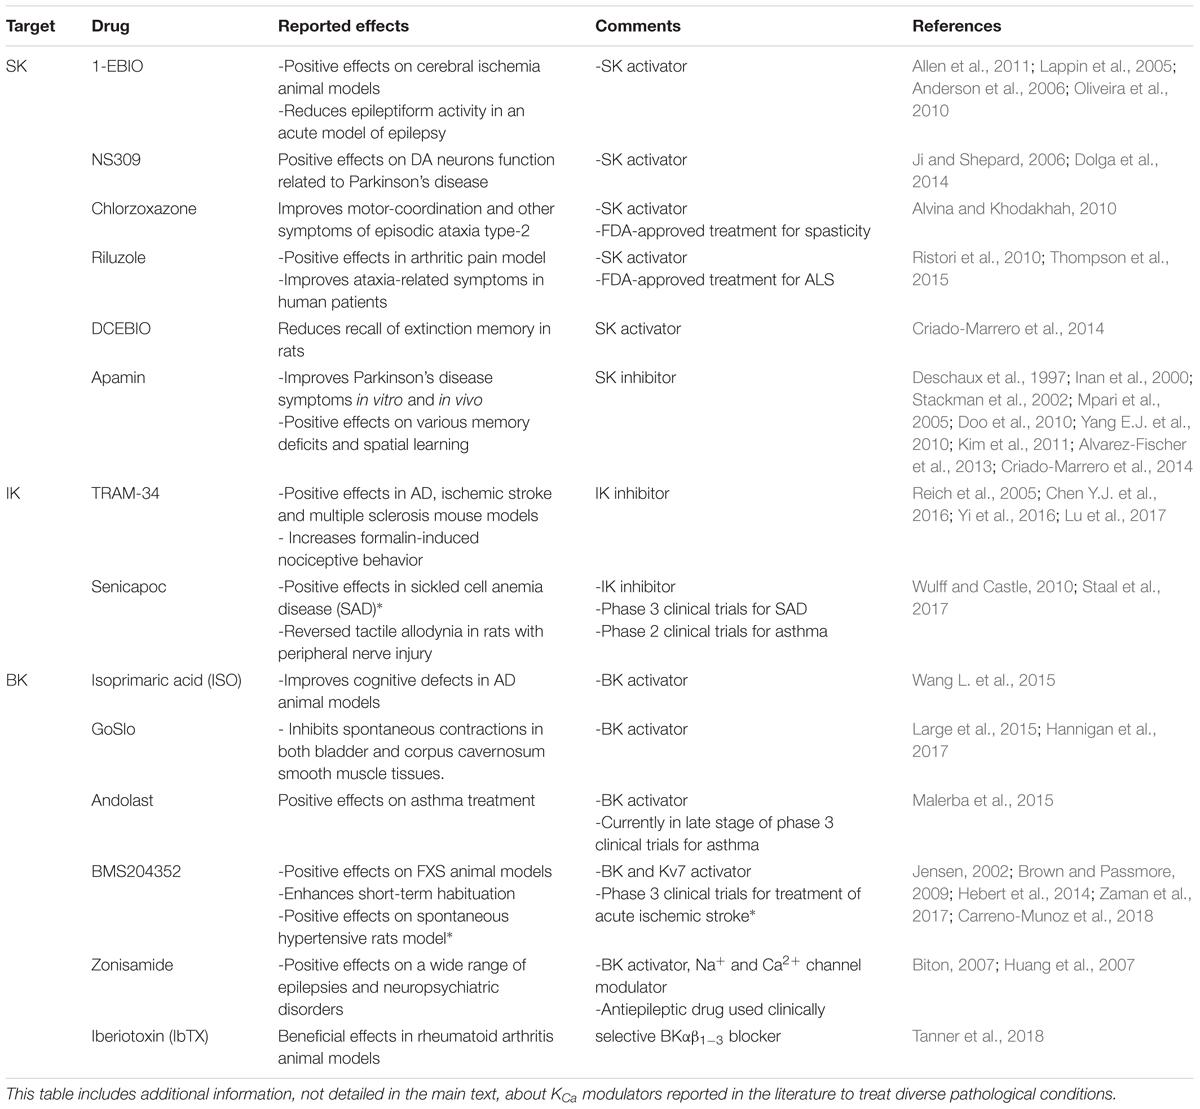 Target Drug Reported effects Comments References
SK 1-EBIO -Positive effects on cerebral ischemia -SK activator Allen et al., 2011; Lappin et al., 2005;
animal models Anderson et al., 2006; Oliveira et al.,
-Reduces epileptiform activity in an 2010
acute model of epilepsy
NS309 Positive effects on DA neurons function -SK activator Ji and Shepard, 2006; Dolga et al.,
related to Parkinson's disease 2014
Chlorzoxazone Improves motor-coordination and other -SK activator Alvina and Khodakhah, 2010
symptoms of episodic ataxia type-2 -FDA-approved treatment for spasticity
Riluzole -Positive effects in arthritic pain model -SK activator Ristori et al., 2010; Thompson et al.,
-Improves ataxia-related symptoms in -FDA-approved treatment for ALS 2015
human patients
DCEBIO Reduces recall of extinction memory in SK activator Criado-Marrero et al., 2014
rats
Apamin -Improves Parkinson's disease SK inhibitor Deschaux et al., 1997; Inan et al., 2000;
symptoms in vitro and in vivo Stackman et al., 2002; Mpari et al.,
-Positive effects on various memory 2005; Doo et al., 2010; Yang E.J. et al.,
deficits and spatial learning 2010; Kim et al., 2011; Alvarez-Fischer
et al., 2013; Criado-Marrero et al., 2014
IK TRAM-34 -Positive effects in AD, ischemic stroke IK inhibitor Reich et al., 2005; Chen Y.J. et al.,
and multiple sclerosis mouse models 2016; Yi et al., 2016; Lu et al., 2017
- Increases formalin-induced
nociceptive behavior
Senicapoc -Positive effects in sickled cell anemia -IK inhibitor Wulff and Castle, 2010; Staal et al.,
disease (SAD)* -Phase 3 clinical trials for SAD 2017
-Reversed tactile allodynia in rats with -Phase 2 clinical trials for asthma
peripheral nerve injury
BK Isoprimaric acid (ISO) -Improves cognitive defects in AD -BK activator Wang L. et al., 2015
animal models
GoSlo - Inhibits spontaneous contractions in -BK activator Large et al., 2015; Hannigan et al.,
both bladder and corpus cavernosum 2017
smooth muscle tissues.
Andolast Positive effects on asthma treatment -BK activator Malerba et al., 2015
-Currently in late stage of phase 3
clinical trials for asthma
BMS204352 -Positive effects on FXS animal models -BK and Kv7 activator Jensen, 2002; Brown and Passmore,
-Enhances short-term habituation -Phase 3 clinical trials for treatment of 2009; Hebert et al., 2014; Zaman et al.,
-Positive effects on spontaneous acute ischemic stroke* 2017; Carreno-Munoz et al., 2018
hypertensive rats model*
Zonisamide -Positive effects on a wide range of -BK activator, Na⁺ and Ca²⁺ channel Biton, 2007; Huang et al., 2007
epilepsies and neuropsychiatric modulator
disorders -Antiepileptic drug used clinically
Iberiotoxin (IbTX) Beneficial effects in rheumatoid arthritis selective BKαβ₁₋₃ blocker Tanner et al., 2018
animal models
This table includes additional information, not detailed in the main text, about K_Ca modulators reported in the literature to treat diverse pathological conditions.